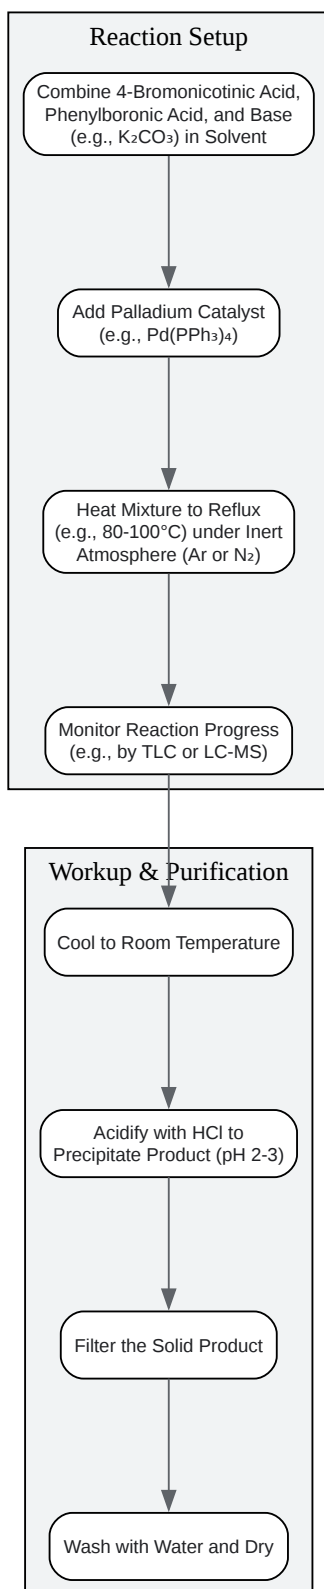 Reaction Setup
Combine 4-Bromonicotinic Acid,
Phenylboronic Acid, and Base
(e.g., K₂CO₃) in Solvent
Add Palladium Catalyst
(e.g., Pd(PPh₃)₄)
Heat Mixture to Reflux
(e.g., 80-100°C) under Inert
Atmosphere (Ar or N₂)
Monitor Reaction Progress
(e.g., by TLC or LC-MS)
Workup & Purification
Cool to Room Temperature
Acidify with HCl to
Precipitate Product (pH 2-3)
Filter the Solid Product
Wash with Water and Dry